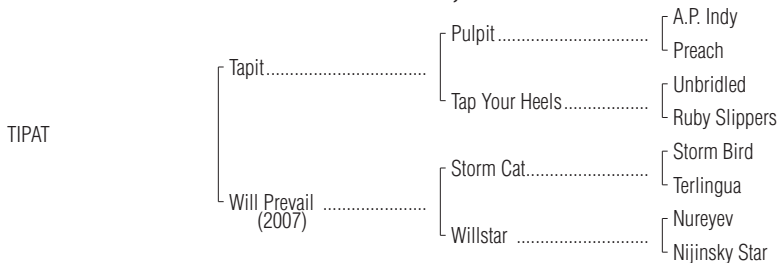 A.P. Indy
Pulpit
Preach
Tapit
Unbridled
Tap Your Heels
Ruby Slippers
TIPAT
Storm Bird
Storm Cat
Terlingua
Will Prevail
(2007)
Nureyev
Willstar
Nijinsky Star